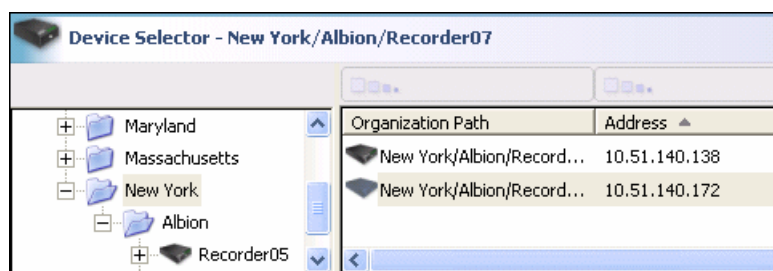 Device Selector - New York/Albion/Recorder07
Maryland
Massachusetts
New York
Albion
Recorder05
Organization Path Address
New York/Albion/Record... 10.51.140.138
New York/Albion/Record... 10.51.140.172